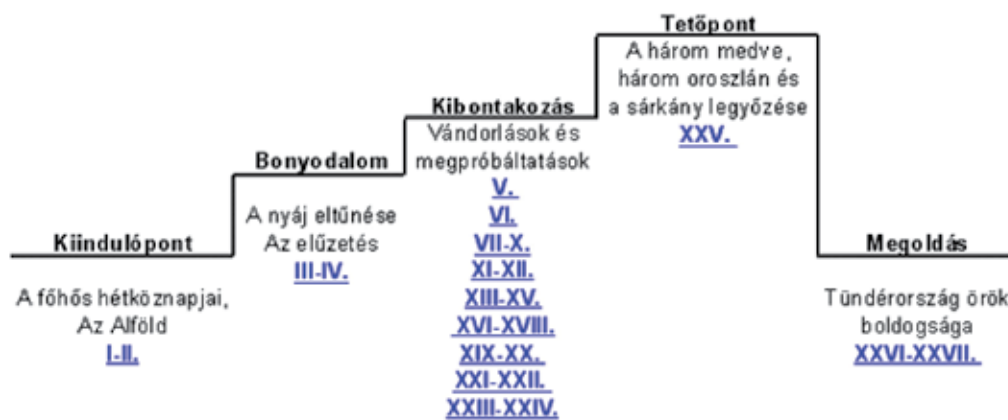 Kiindulópont
A főhős hétköznapjai,
Az Alföld
I-II.
Bonyodalom
A nyáj eltűnése
Az elűzetés
III-IV.
Kibontakozás
Vándorlások és
megpróbáltatások
V.
VI.
VII-X.
XI-XII.
XIII-XV.
XVI-XVIII.
XIX-XX.
XXI-XXII.
XXIII-XXIV.
Tetőpont
A három medve,
három oroszlán és
a sárkány legyőzése
XXV.
Megoldás
Tündérország örök
boldogsága
XXVI-XXVII.